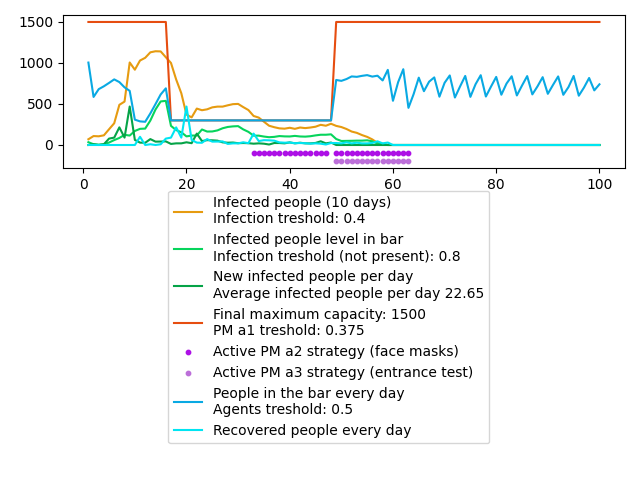 1500
1000
500
0
0
20
40
60
80
100
Infected people (10 days)
Infection treshold: 0.4
Infected people level in bar
Infection treshold (not present): 0.8
New infected people per day
Average infected people per day 22.65
Final maximum capacity: 1500
PM a1 treshold: 0.375
Active PM a2 strategy (face masks)
Active PM a3 strategy (entrance test)
People in the bar every day
Agents treshold: 0.5
Recovered people every day